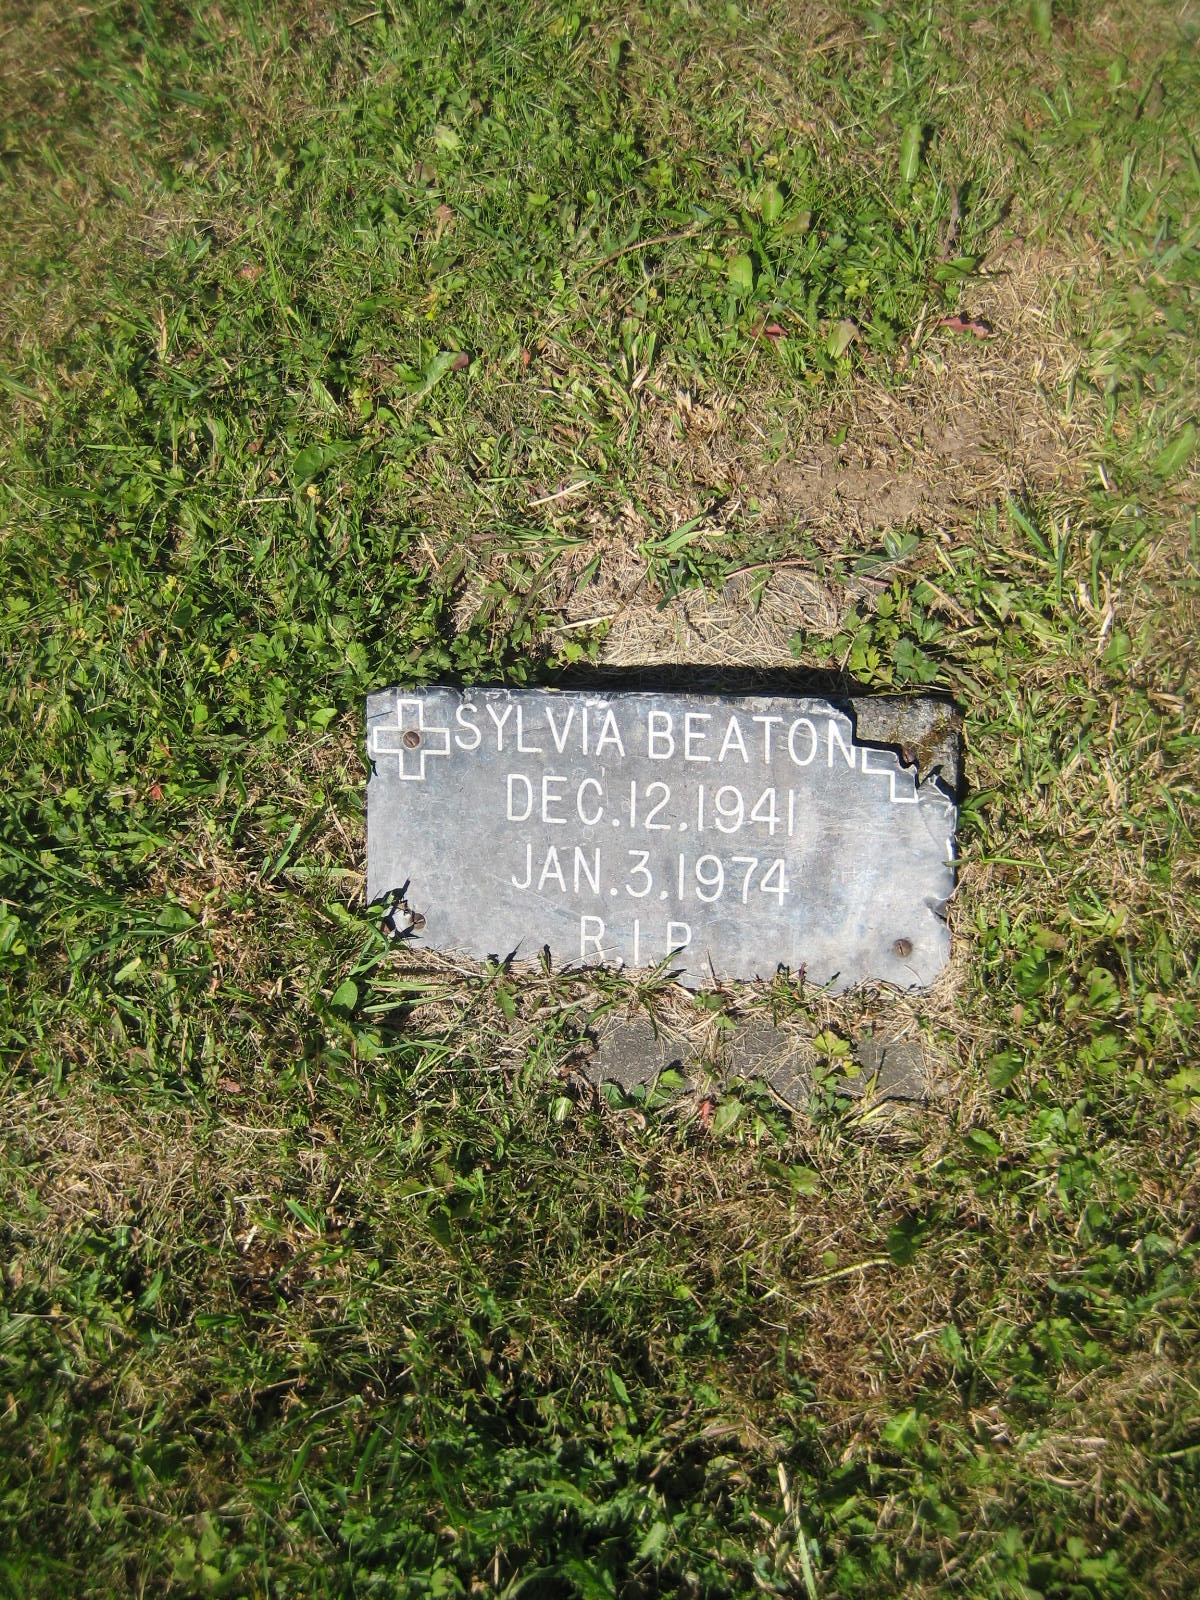 SYLVIA BEATON
DEC.12,1941
JAN.3,1974
R.I.P.